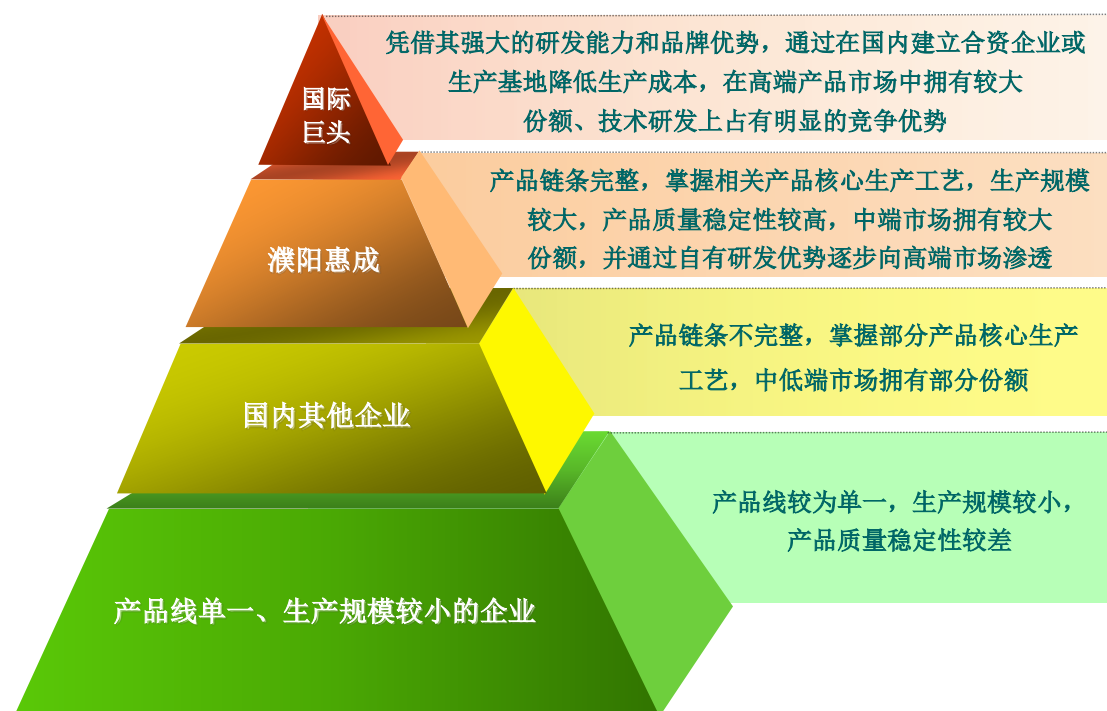 国际
巨头
凭借其强大的研发能力和品牌优势，通过在国内建立合资企业或
生产基地降低生产成本，在高端产品市场中拥有较大
份额、技术研发上占有明显的竞争优势
濮阳惠成
产品链条完整，掌握相关产品核心生产工艺，生产规模
较大，产品质量稳定性较高，中端市场拥有较大
份额，并通过自有研发优势逐步向高端市场渗透
国内其他企业
产品链条不完整，掌握部分产品核心生产
工艺，中低端市场拥有部分份额
产品线单一、生产规模较小的企业
产品线较为单一，生产规模较小，
产品质量稳定性较差